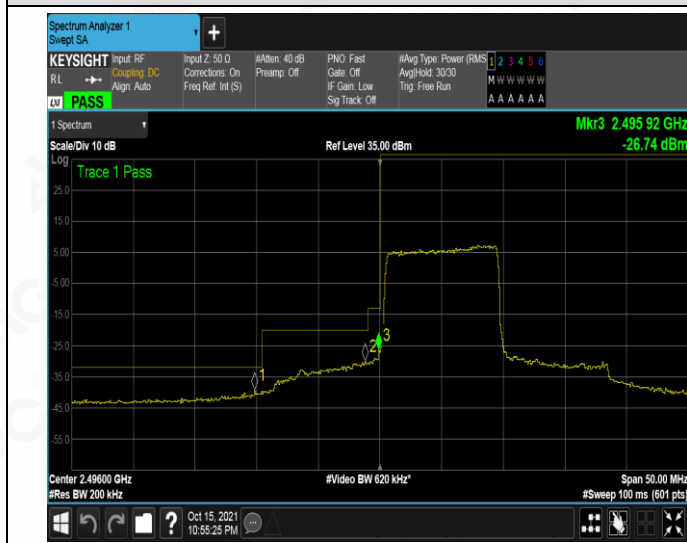 Spectrum Analyzer 1
Swept SA
+
KEYSIGHT
R L
LXI PASS
Input: RF
Coupling: DC
Align: Auto
Input Z: 50 Ω
Corrections: On
Freq Ref: Int (S)
#Atten: 40 dB
Preamp: Off
PNO: Fast
Gate: Off
IF Gain: Low
Sig Track: Off
#Avg Type: Power (RMS
Avg|Hold: 30/30
Trig: Free Run
1 2 3 4 5 6
M W W W W W
A A A A A A
1 Spectrum
Mkr3 2.495 92 GHz
Scale/Div 10 dB
Ref Level 35.00 dBm
-26.74 dBm
Log
Trace 1 Pass
25.0
15.0
5.00
-5.00
-15.0
-25.0
-35.0
-45.0
-55.0
1
2
3
Center 2.49600 GHz
#Video BW 620 kHz*
Span 50.00 MHz
#Res BW 200 kHz
#Sweep 100 ms (601 pts)
?
Oct 15, 2021
10:55:25 PM